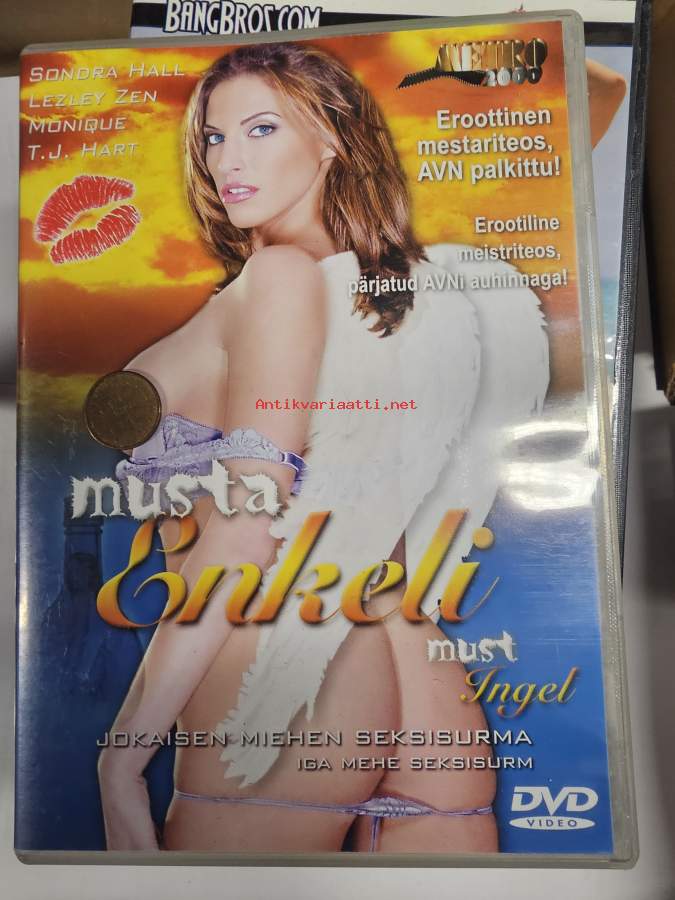 BANGBROS.COM
SONDRA HALL
LEZLEY ZEN
MONIQUE
T.J. HART
METRO
2000
Eroottinen
mestariteos,
AVN palkittu!
Erootiline
meistriteos,
pärjatud AVNi auhinnaga!
Antikvariaatti.net
musta
Enkeli
must
Ingel
JOKAISEN MIEHEN SEKSISURMA
IGA MEHE SEKSISURM
DVD
VIDEO